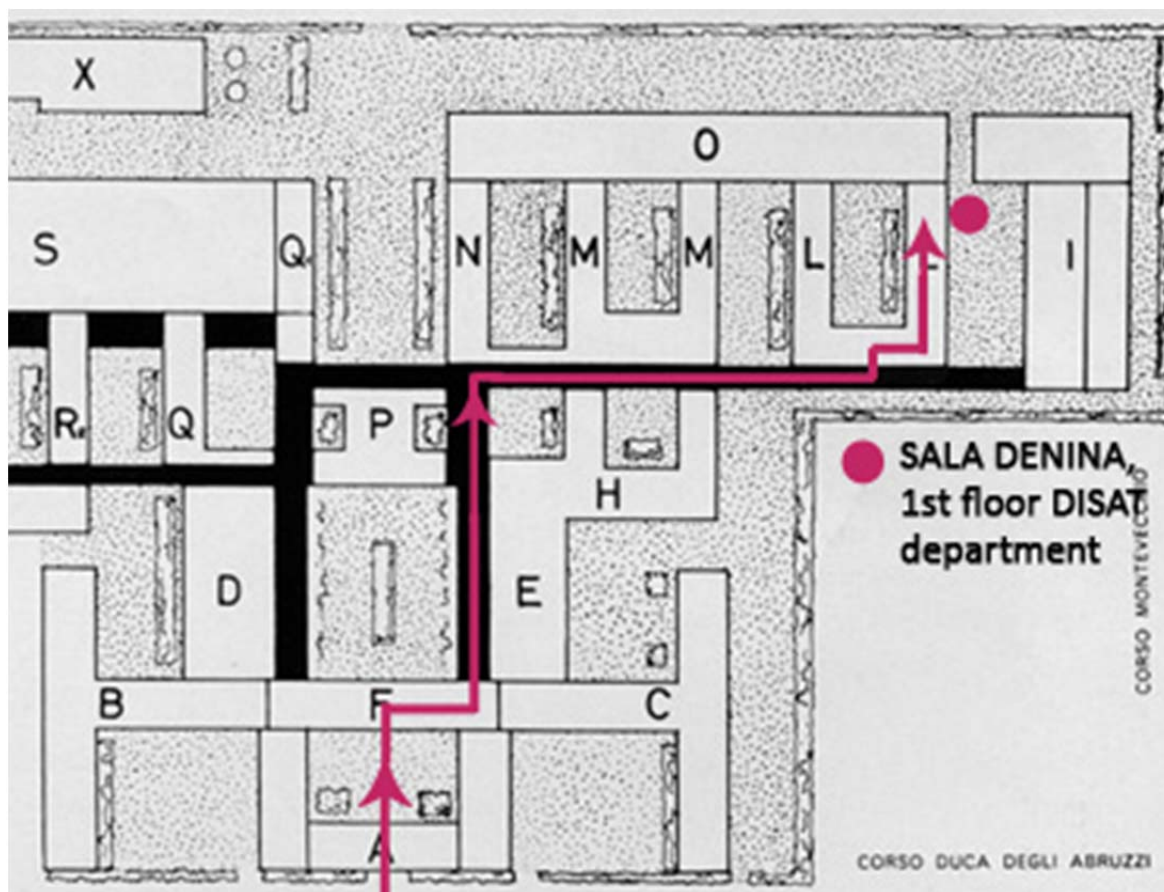 X
O
S
Q
N
M
M
L
L
I
R
Q
P
H
SALA DENINA,
1st floor DISAT
department
D
E
B
F
C
A
CORSO MONTEVECCHIO
CORSO DUCA DEGLI ABRUZZI